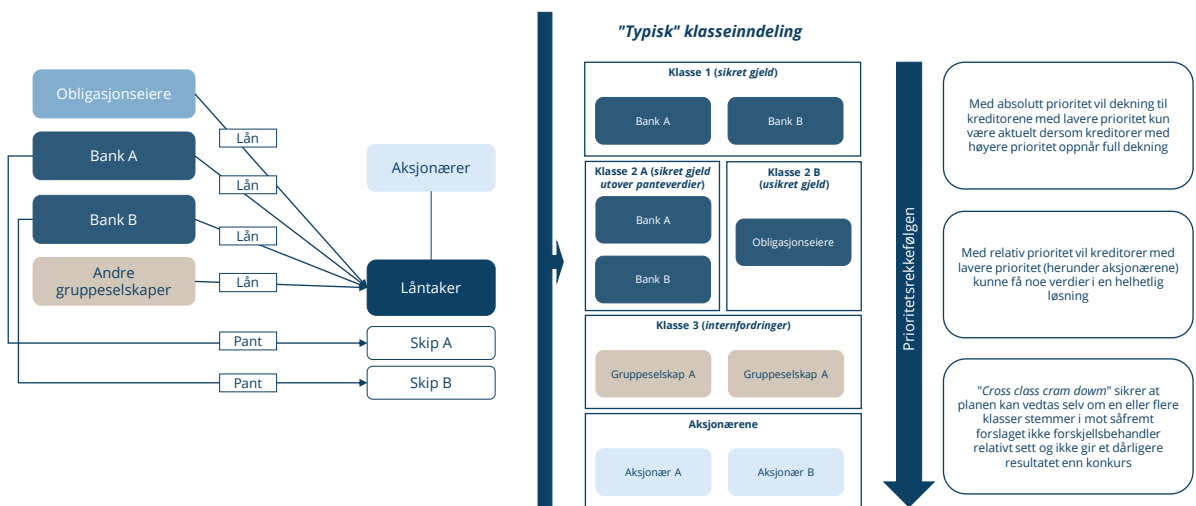 Obligasjonseiere
Bank A
Bank B
Andre
gruppeselskaper
Lån
Lån
Lån
Lån
Pant
Pant
Aksjonærer
Låntaker
Skip A
Skip B
"Typisk" klasseinndeling
Klasse 1 (sikret gjeld)
Bank A
Bank B
Klasse 2 A (sikret gjeld
utover panteverdier)
Bank A
Bank B
Klasse 2 B
(usikret gjeld)
Obligasjonseiere
Klasse 3 (internfordringer)
Gruppeselskap A
Gruppeselskap A
Aksjonærene
Aksjonær A
Aksjonær B
Prioritetsrekkefølgen
Med absolutt prioritet vil dekning til
kreditorene med lavere prioritet kun
være aktuelt dersom kreditorer med
høyere prioritet oppnår full dekning
Med relativ prioritet vil kreditorer med
lavere prioritet (herunder aksjonærene)
kunne få noe verdier i en helhetlig
løsning
"Cross class cram down" sikrer at
planen kan vedtas selv om en eller flere
klasser stemmer i mot såfremt
forslaget ikke forskjellsbehandler
relativt sett og ikke gir et dårligere
resultatet enn konkurs